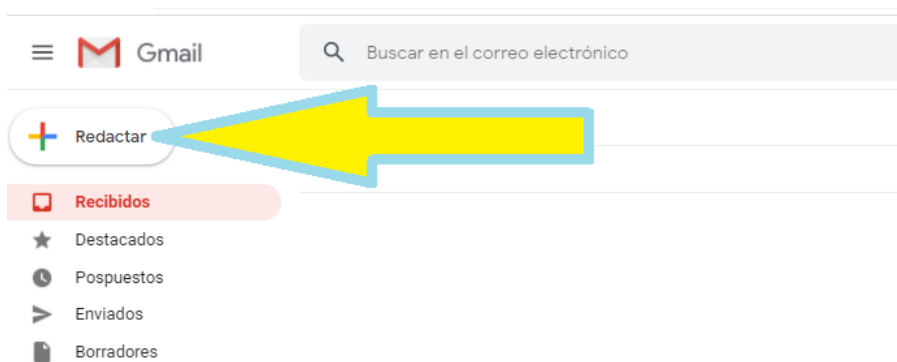 Gmail
Buscar en el correo electrónico
Redactar
Recibidos
Destacados
Pospuestos
Enviados
Borradores